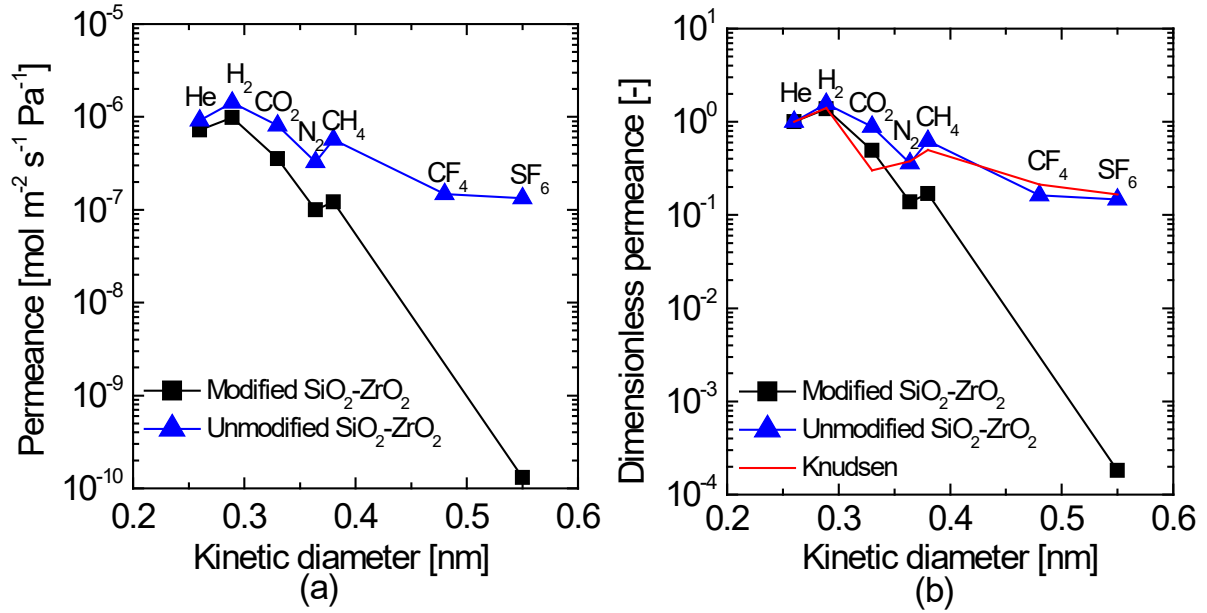 Permeance [mol m⁻² s⁻¹ Pa⁻¹]
10⁻⁵
10⁻⁶
10⁻⁷
10⁻⁸
10⁻⁹
10⁻¹⁰
He
H₂
CO₂
N₂
CH₄
CF₄
SF₆
Modified SiO₂-ZrO₂
Unmodified SiO₂-ZrO₂
0.2 0.3 0.4 0.5 0.6
Kinetic diameter [nm]
(a)
Dimensionless permeance [-]
10¹
10⁰
10⁻¹
10⁻²
10⁻³
10⁻⁴
He
H₂
CO₂
N₂
CH₄
CF₄
SF₆
Modified SiO₂-ZrO₂
Unmodified SiO₂-ZrO₂
Knudsen
0.2 0.3 0.4 0.5 0.6
Kinetic diameter [nm]
(b)